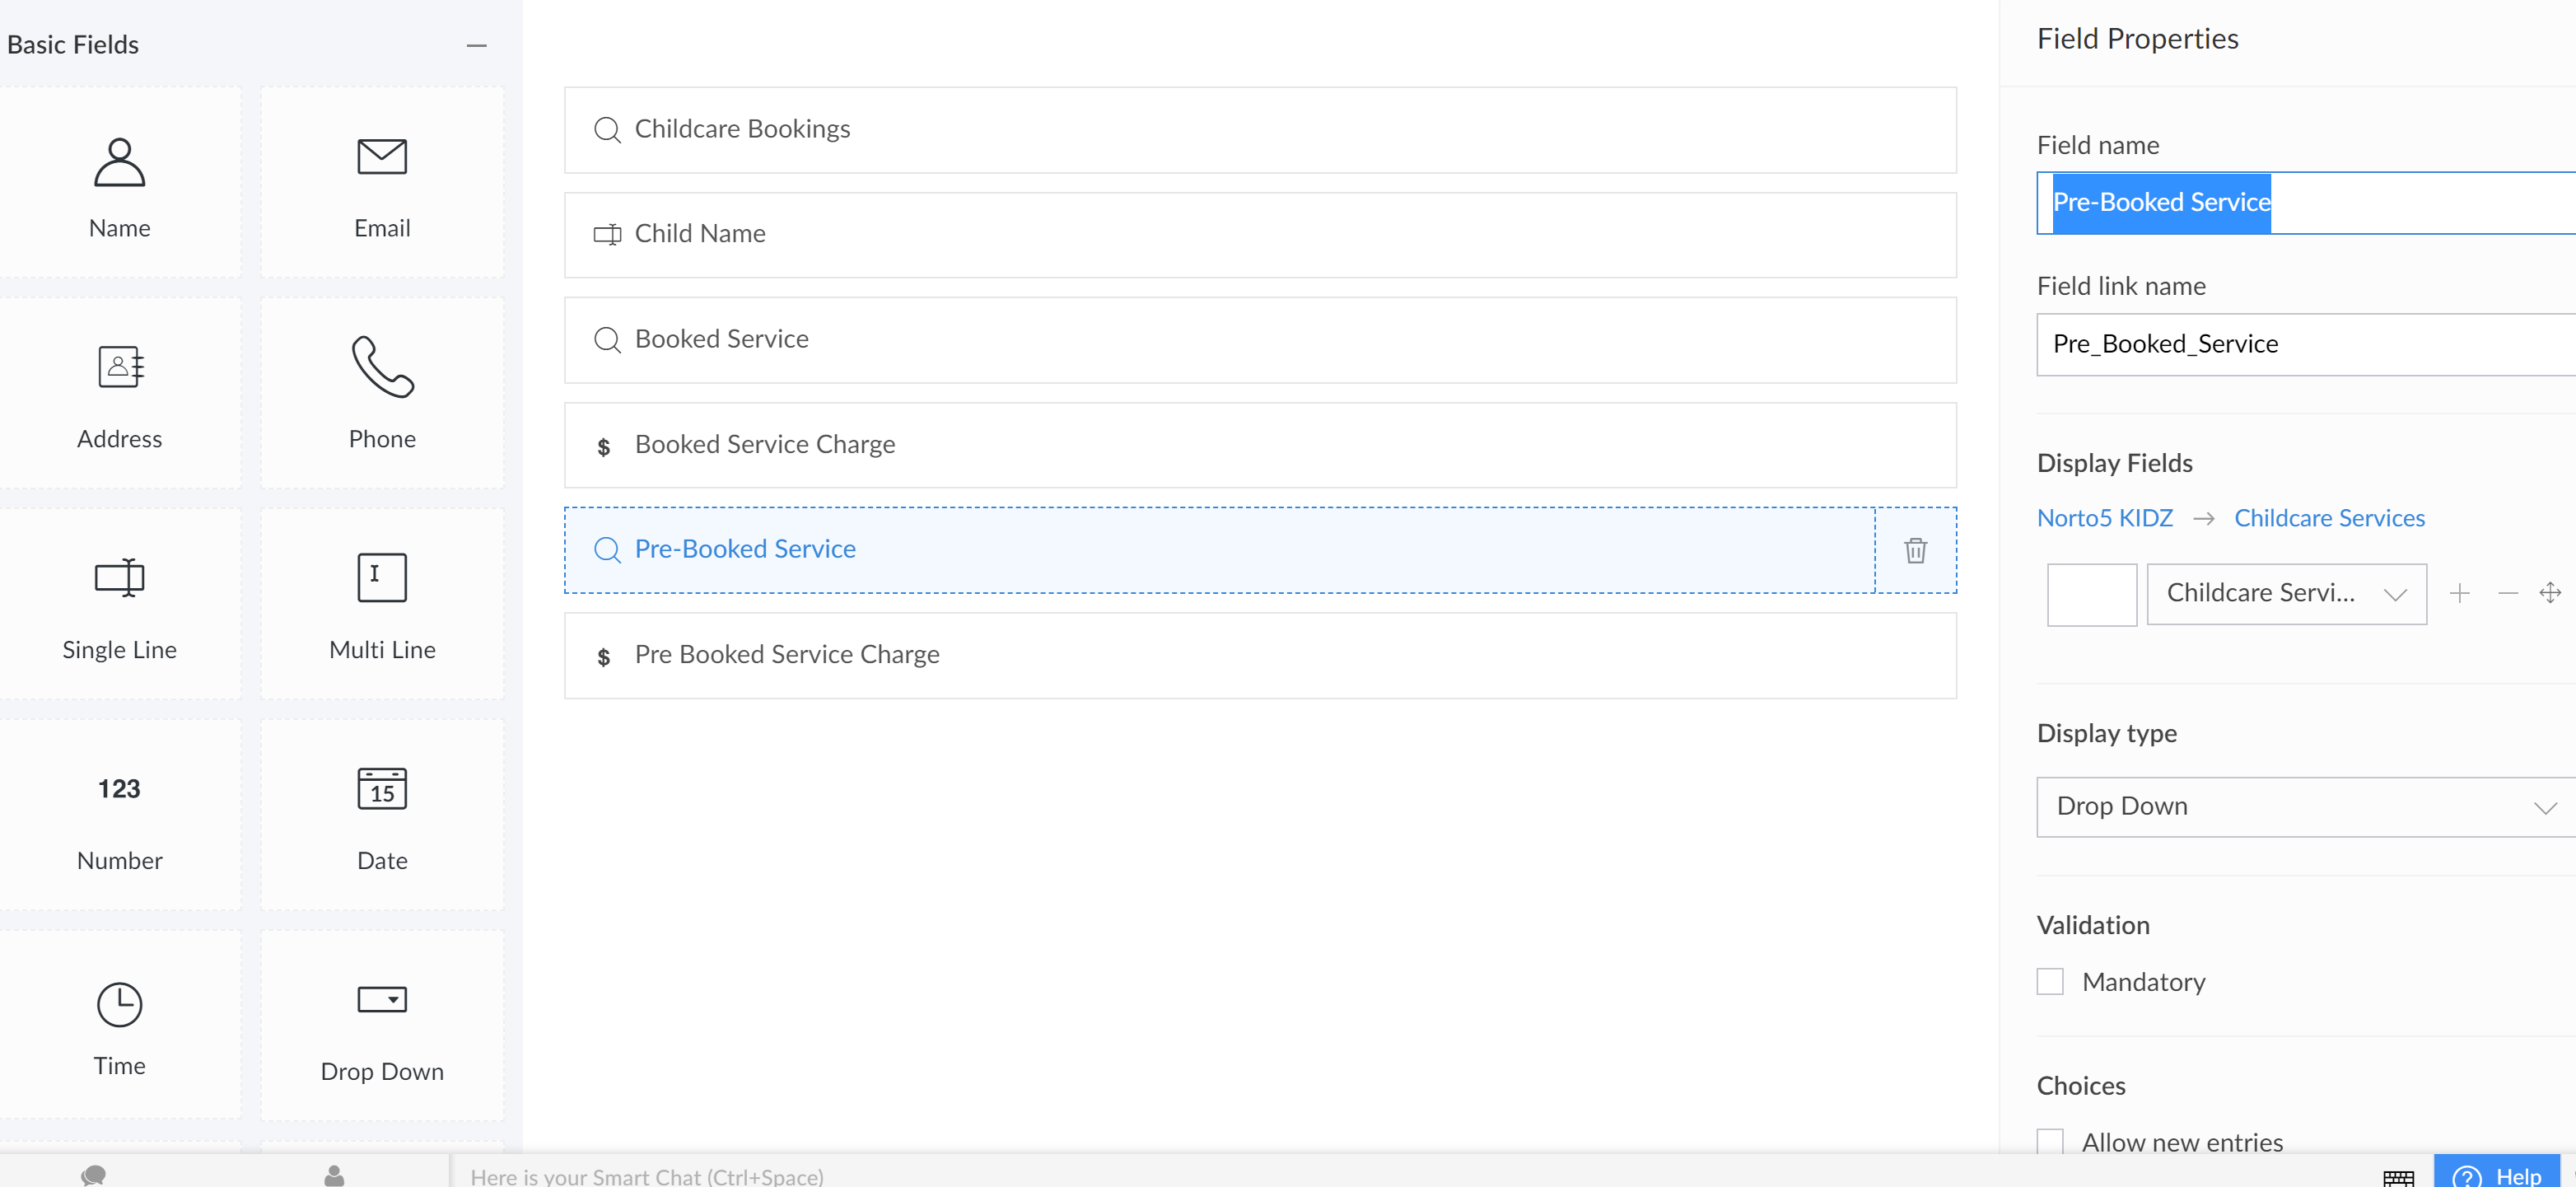 Basic Fields
Name
Email
Address
Phone
Single Line
Multi Line
123
Number
15
Date
Time
Drop Down
Childcare Bookings
Child Name
Booked Service
$ Booked Service Charge
Pre-Booked Service
$ Pre Booked Service Charge
Field Properties
Field name
Pre-Booked Service
Field link name
Pre_Booked_Service
Display Fields
Norto5 KIDZ → Childcare Services
Childcare Servi...
Display type
Drop Down
Validation
Mandatory
Choices
Allow new entries
Here is your Smart Chat (Ctrl+Space)
? Help